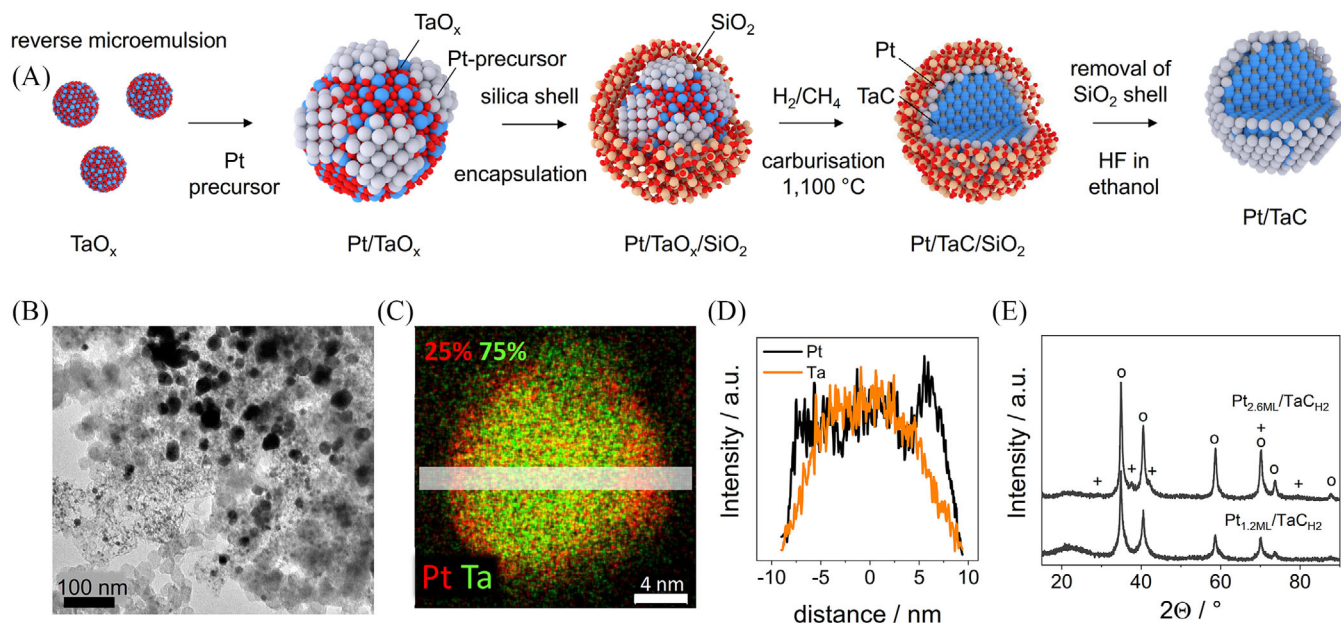 (A)
reverse microemulsion
TaOₓ
Pt
precursor
TaOₓ
Pt-precursor
Pt/TaOₓ
silica shell
encapsulation
SiO₂
Pt/TaOₓ/SiO₂
H₂/CH₄
carburisation
1,100 °C
Pt
TaC
Pt/TaC/SiO₂
removal of
SiO₂ shell
HF in
ethanol
Pt/TaC
(B)
100 nm
(C)
25% 75%
Pt Ta
4 nm
(D)
Intensity / a.u.
Pt
Ta
-10 -5 0 5 10
distance / nm
(E)
Intensity / a.u.
o
+ + o +
o
+
o
o
+
o
Pt₂.₆ML/TaC_H2
Pt₁.₂ML/TaC_H2
20 40 60 80
2Θ / °